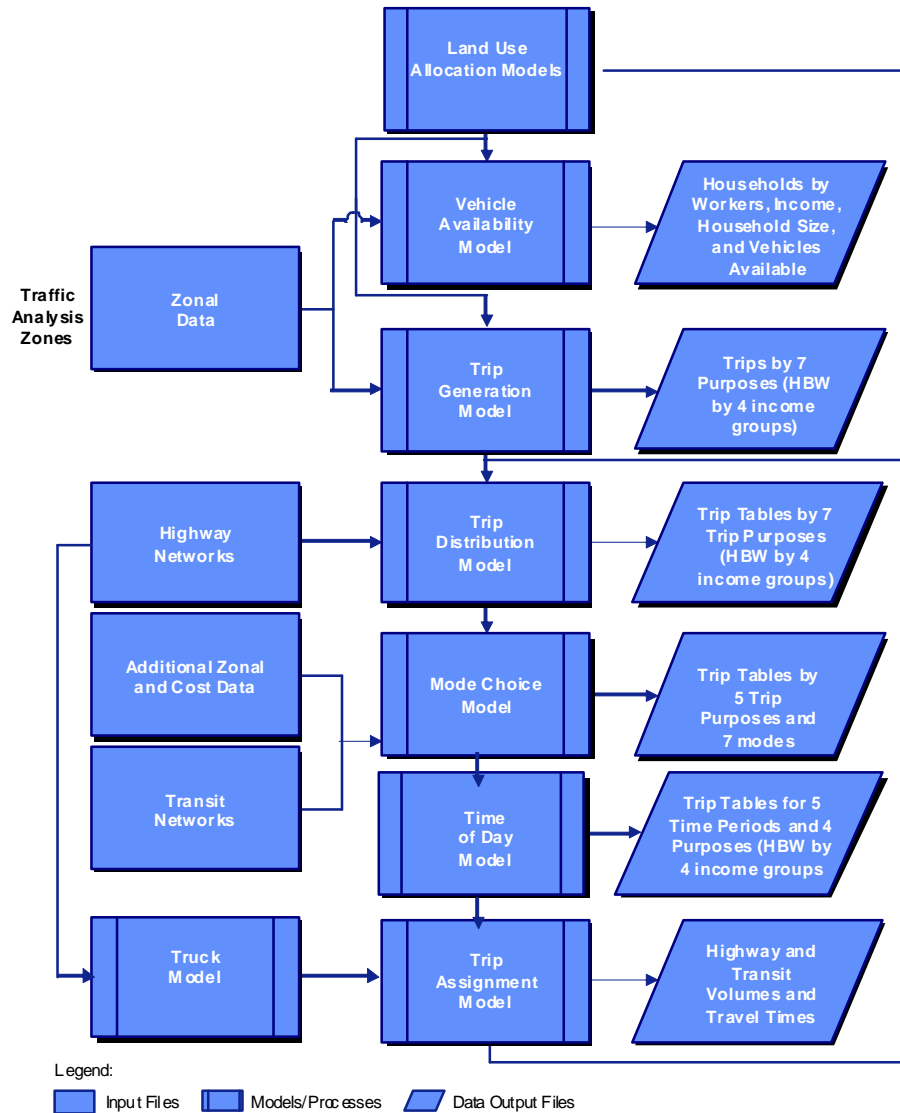 Land Use
Allocation Models
Vehicle
Availability
Model
Households by
Workers, Income,
Household Size,
and Vehicles
Available
Traffic
Analysis
Zones
Zonal
Data
Trip
Generation
Model
Trips by 7
Purposes (HBW
by 4 income
groups)
Highway
Networks
Trip
Distribution
Model
Trip Tables by 7
Trip Purposes
(HBW by 4
income groups)
Additional Zonal
and Cost Data
Mode Choice
Model
Trip Tables by
5 Trip
Purposes and
7 modes
Transit
Networks
Time
of Day
Model
Trip Tables for 5
Time Periods and 4
Purposes (HBW by
4 income groups
Truck
Model
Trip
Assignment
Model
Highway and
Transit
Volumes and
Travel Times
Legend:
Input Files
Models/Processes
Data Output Files